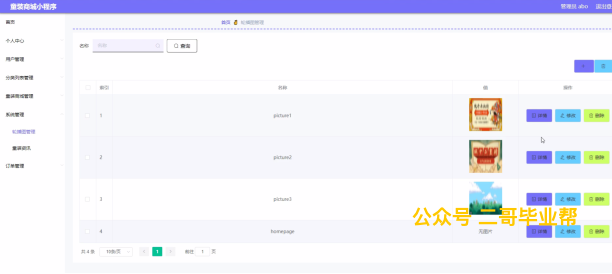 童装商城小程序
管理员 abo
首页
首页 轮播图管理
个人中心
名称 名称 查询
用户管理
分类列表管理
索引 名称 值 操作
童装商城管理
1 picture1 详情 修改 删除
系统管理
轮播图管理
童装资讯
2 picture2 详情 修改 删除
订单管理
3 picture3 详情 修改 删除
公众号 二哥毕业帮
4 homepage 无图片 详情 修改 删除
共 4 条 10条/页 1 前往 1 页